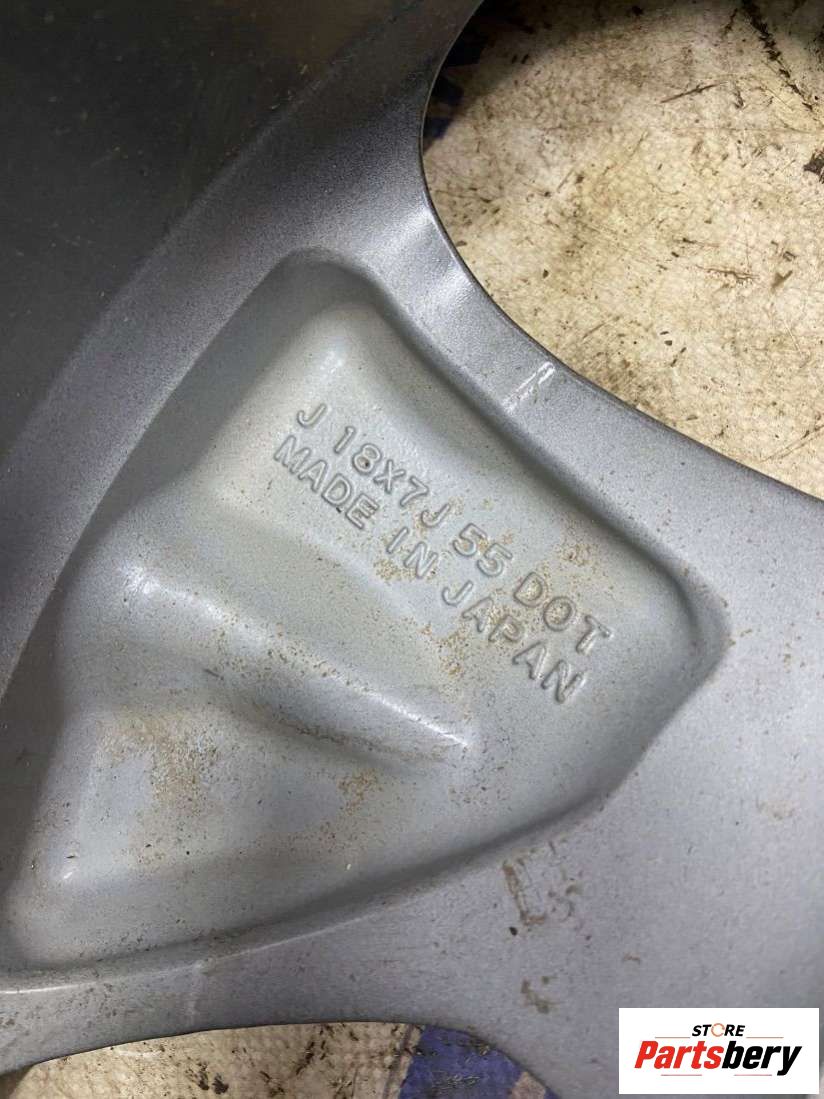 J 18X7J 55 DOT
MADE IN JAPAN
STORE
Partsbery